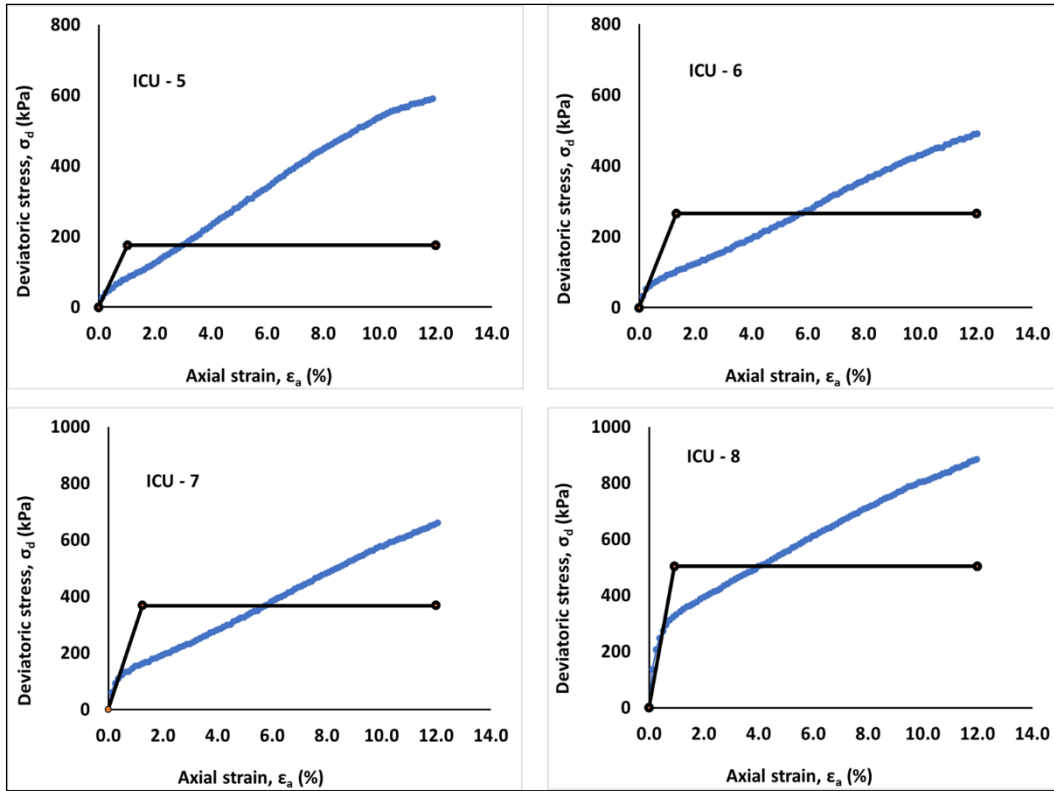 800
600
400
200
0
Deviatoric stress, σd (kPa)
ICU - 5
0.0 2.0 4.0 6.0 8.0 10.0 12.0 14.0
Axial strain, εa (%)
800
600
400
200
0
Deviatoric stress, σd (kPa)
ICU - 6
0.0 2.0 4.0 6.0 8.0 10.0 12.0 14.0
Axial strain, εa (%)
1000
800
600
400
200
0
Deviatoric stress, σd (kPa)
ICU - 7
0.0 2.0 4.0 6.0 8.0 10.0 12.0 14.0
Axial strain, εa (%)
1000
800
600
400
200
0
Deviatoric stress, σd (kPa)
ICU - 8
0.0 2.0 4.0 6.0 8.0 10.0 12.0 14.0
Axial strain, εa (%)